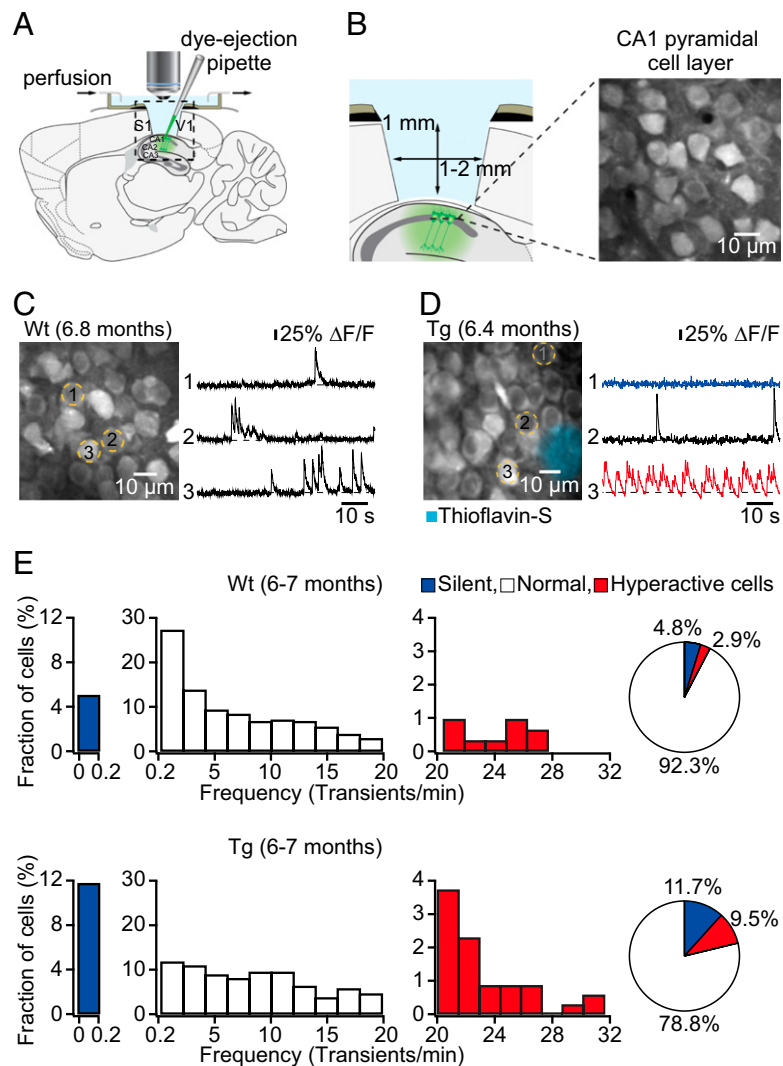 A
dye-ejection
pipette
perfusion
S1
V1
CA1
CA2
CA3
B
CA1 pyramidal
cell layer
1 mm
1-2 mm
10 µm
C
Wt (6.8 months)
25% ΔF/F
1
2
3
1
2
3
10 µm
10 s
D
Tg (6.4 months)
25% ΔF/F
1
2
3
1
2
3
10 µm
10 s
Thioflavin-S
E
Wt (6-7 months)
Silent, Normal, Hyperactive cells
Fraction of cells (%)
12
8
4
0
0 0.2
30
20
10
0
0.2 5 10 15 20
4
3
2
1
0
20 24 28 32
Frequency (Transients/min)
4.8%
2.9%
92.3%
Tg (6-7 months)
Fraction of cells (%)
12
8
4
0
0 0.2
30
20
10
0
0.2 5 10 15 20
4
3
2
1
0
20 24 28 32
Frequency (Transients/min)
11.7%
9.5%
78.8%